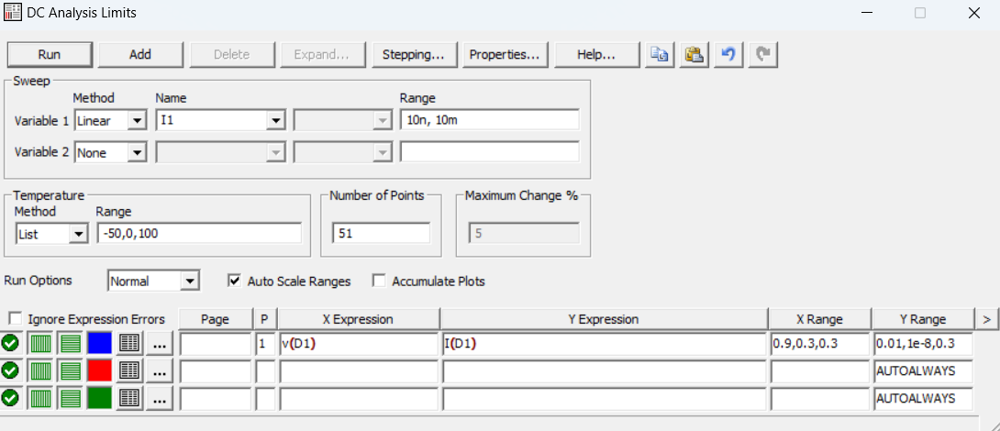 DC Analysis Limits
Run Add Delete Expand... Stepping... Properties... Help...
Sweep
Method Name Range
Variable 1 Linear I1 10n, 10m
Variable 2 None
Temperature Number of Points Maximum Change %
Method Range
List -50,0,100 51 5
Run Options Normal Auto Scale Ranges Accumulate Plots
Ignore Expression Errors Page P X Expression Y Expression X Range Y Range >
... 1 v(D1) I(D1) 0.9,0.3,0.3 0.01,1e-8,0.3
... AUTOALWAYS
... AUTOALWAYS